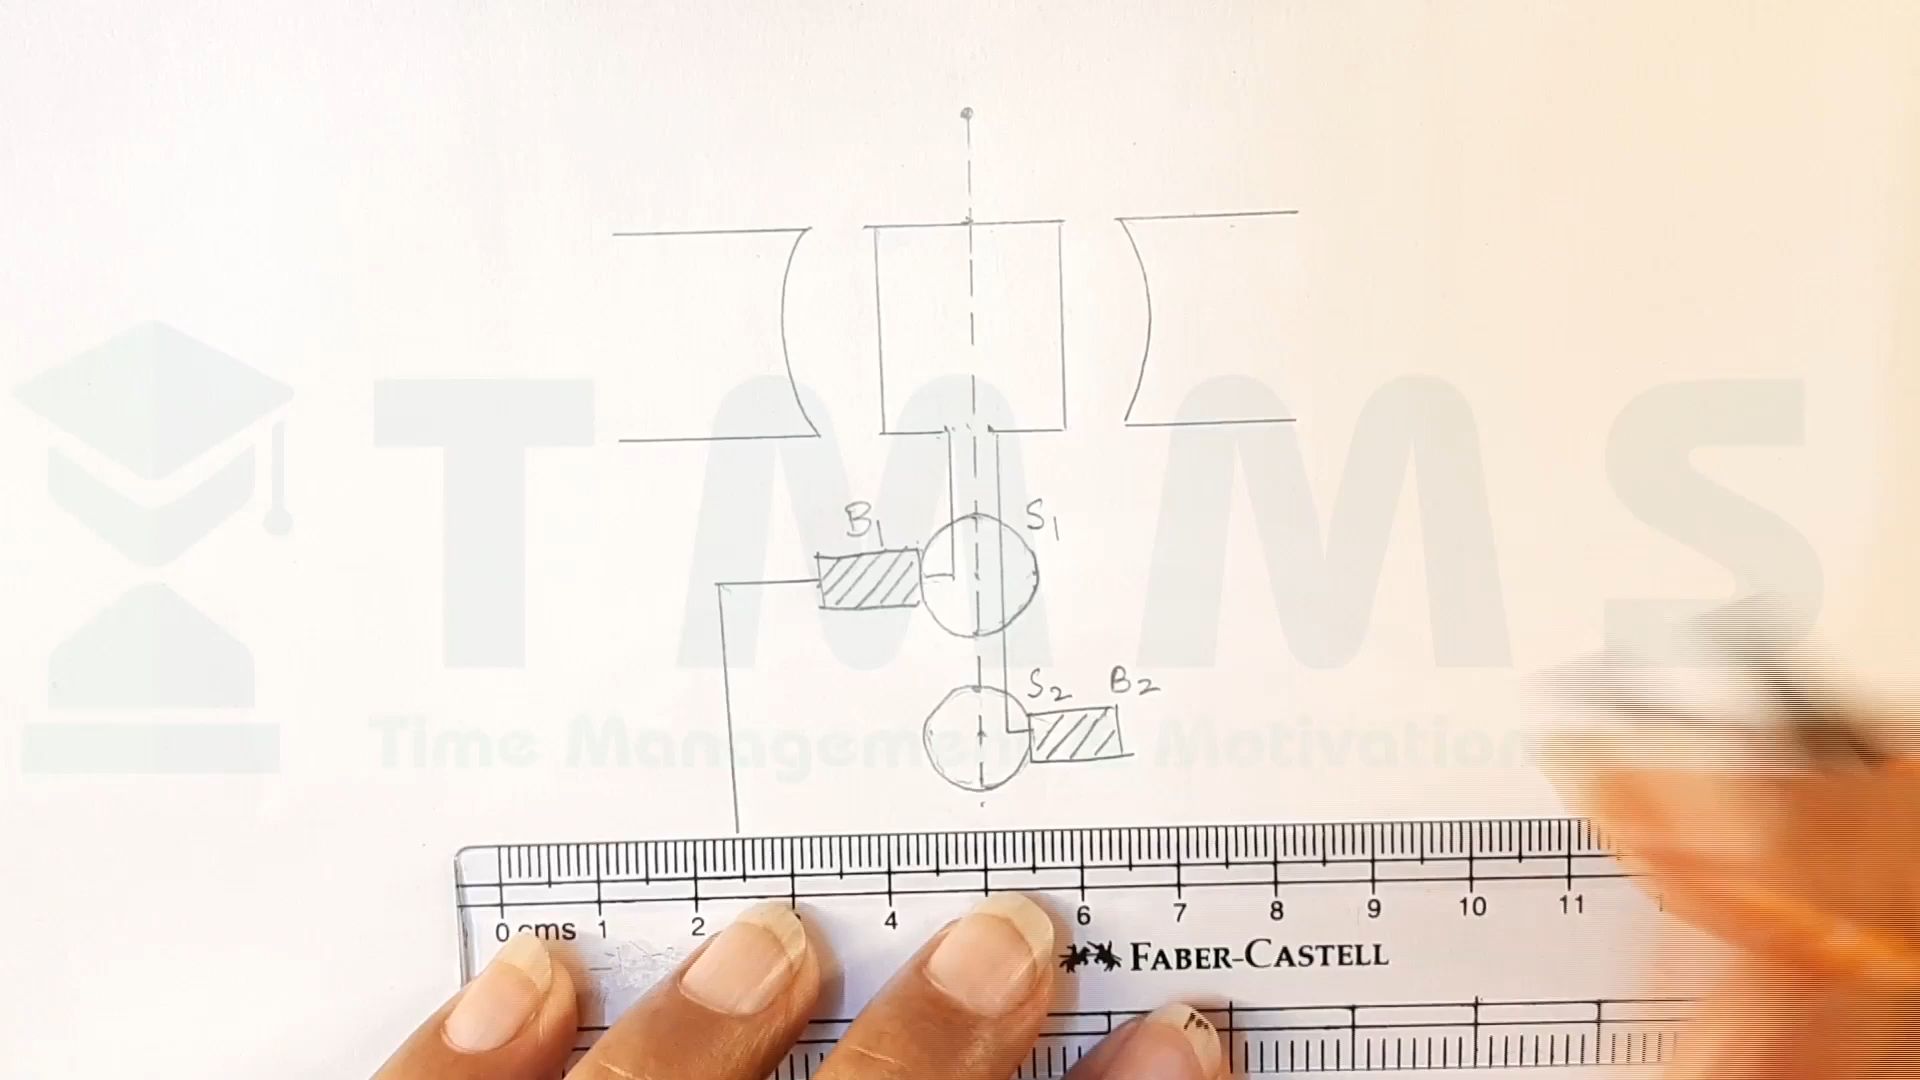 B1 S1
S2 B2
TMMS
Time Management Motivation
0 cms 1 2 4 6 7 8 9 10 11
FABER-CASTELL